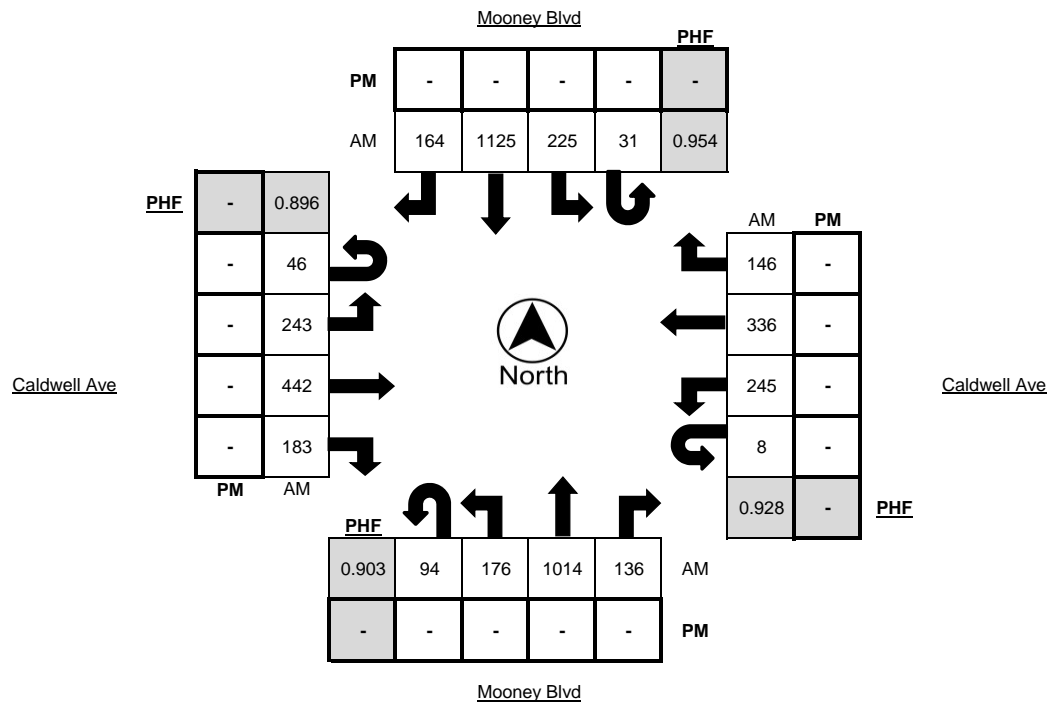 Mooney Blvd
PHF
PM - - - - -
AM 164 1125 225 31 0.954
PHF - 0.896
AM PM
- 46
146 -
- 243
336 -
North
Caldwell Ave
- 442
245 -
Caldwell Ave
- 183
8 -
PM AM
0.928 - PHF
PHF
0.903 94 176 1014 136 AM
- - - - - PM
Mooney Blvd